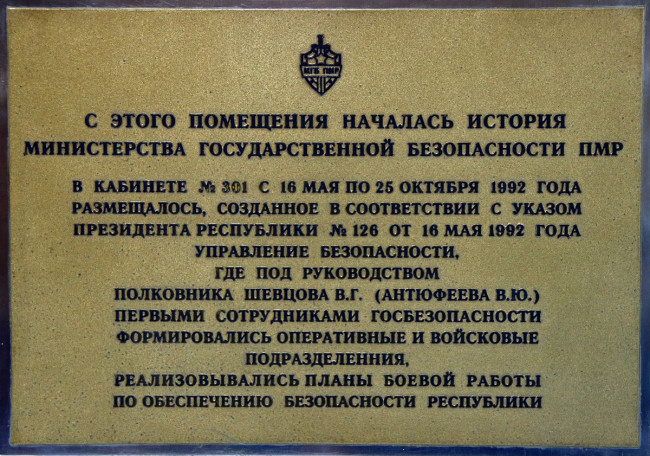 МГБ ПМР
С ЭТОГО ПОМЕЩЕНИЯ НАЧАЛАСЬ ИСТОРИЯ
МИНИСТЕРСТВА ГОСУДАРСТВЕННОЙ БЕЗОПАСНОСТИ ПМР
В КАБИНЕТЕ № 301 С 16 МАЯ ПО 25 ОКТЯБРЯ 1992 ГОДА
РАЗМЕЩАЛОСЬ, СОЗДАННОЕ В СООТВЕТСТВИИ С УКАЗОМ
ПРЕЗИДЕНТА РЕСПУБЛИКИ № 126 ОТ 16 МАЯ 1992 ГОДА
УПРАВЛЕНИЕ БЕЗОПАСНОСТИ,
ГДЕ ПОД РУКОВОДСТВОМ
ПОЛКОВНИКА ШЕВЦОВА В.Г. (АНТЮФЕЕВА В.Ю.)
ПЕРВЫМИ СОТРУДНИКАМИ ГОСБЕЗОПАСНОСТИ
ФОРМИРОВАЛИСЬ ОПЕРАТИВНЫЕ И ВОЙСКОВЫЕ
ПОДРАЗДЕЛЕННИЯ,
РЕАЛИЗОВЫВАЛИСЬ ПЛАНЫ БОЕВОЙ РАБОТЫ
ПО ОБЕСПЕЧЕНИЮ БЕЗОПАСНОСТИ РЕСПУБЛИКИ